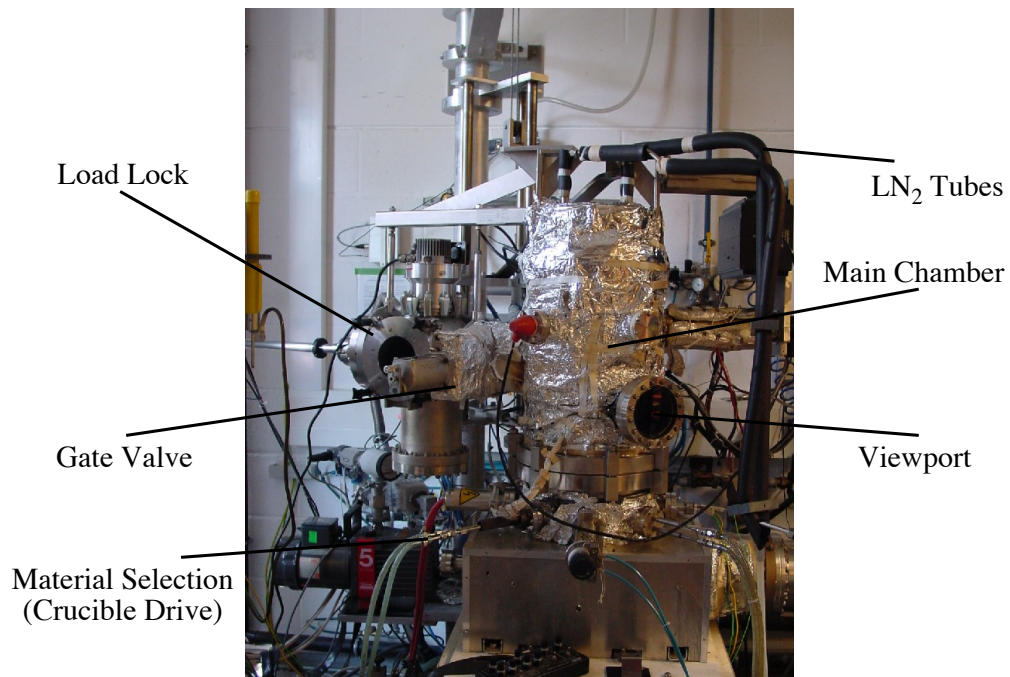 Load Lock
LN₂ Tubes
Main Chamber
Gate Valve
Viewport
Material Selection
(Crucible Drive)
5